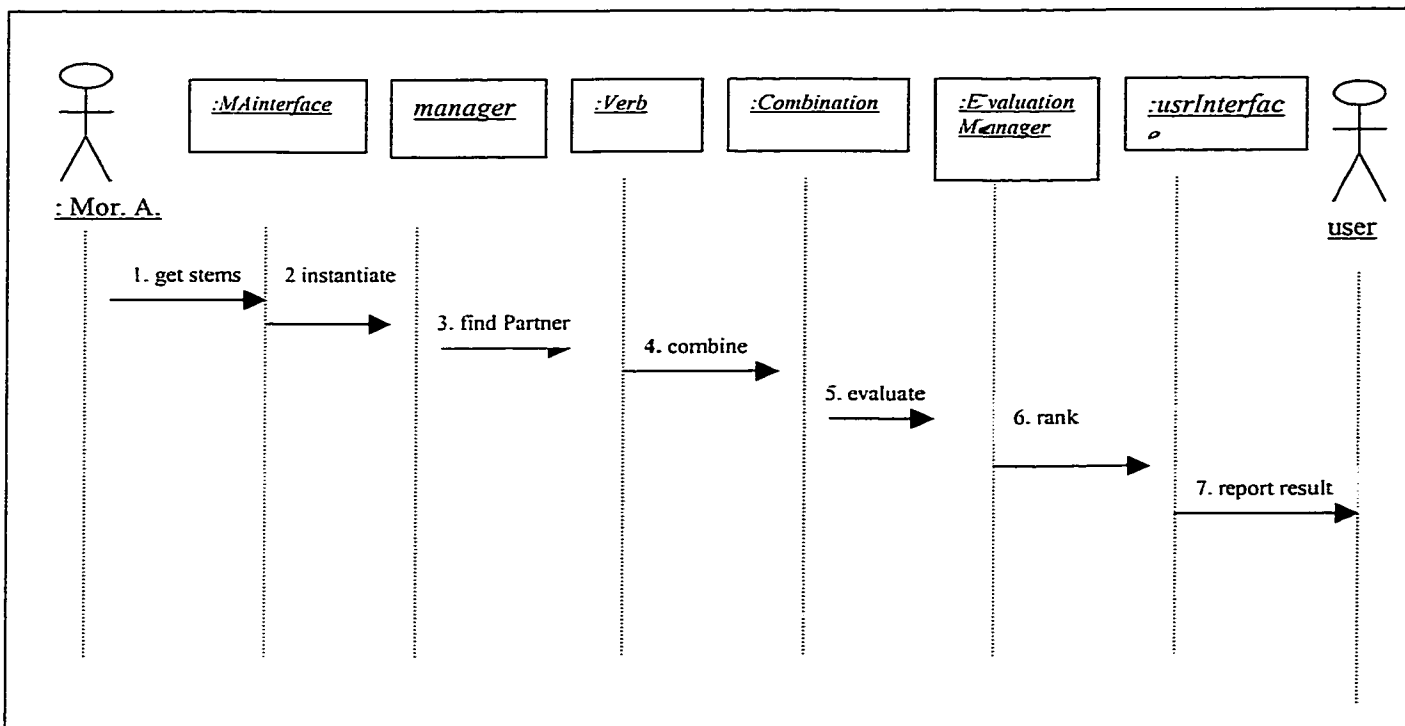 :MAinterface
manager
:Verb
:Combination
:Evaluation
Manager
:usrInterfac
e
: Mor. A.
user
1. get stems
2 instantiate
3. find Partner
4. combine
5. evaluate
6. rank
7. report result